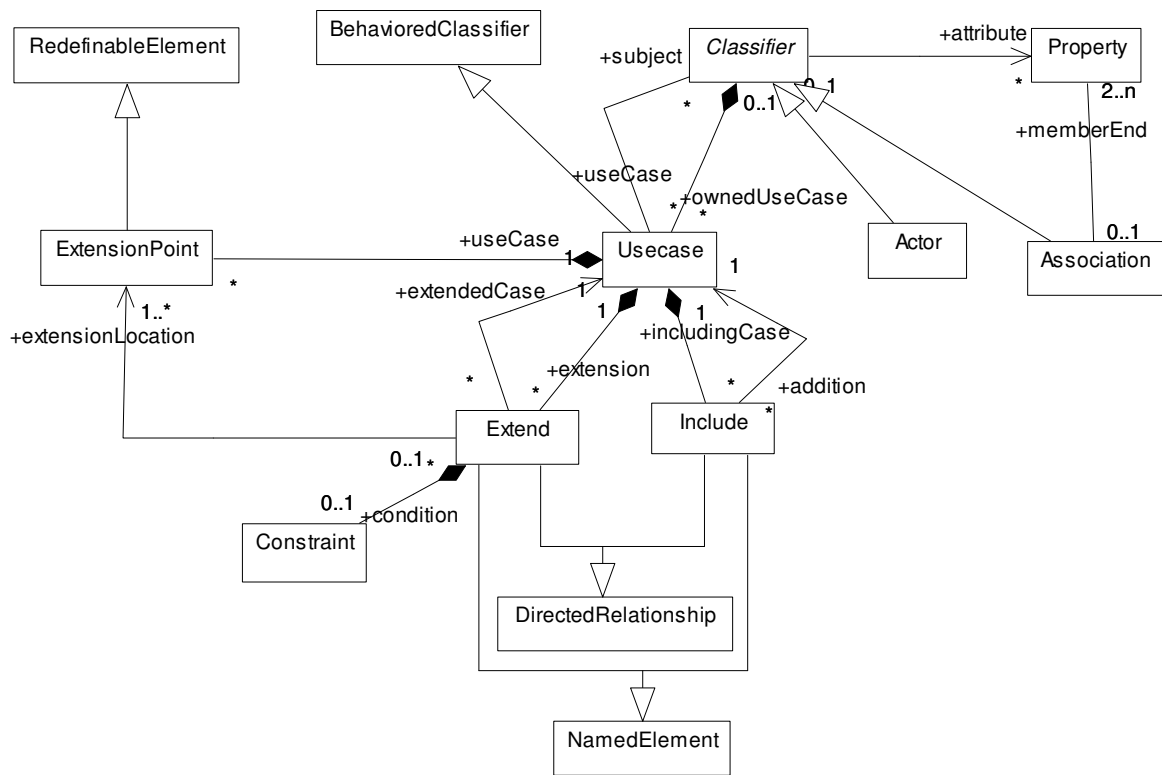 BehavioredClassifier
RedefinableElement
Classifier
+attribute
Property
+subject
*
0..1
0..1
*
2..n
+memberEnd
+useCase
*
+ownedUseCase
*
ExtensionPoint
+useCase
Usecase
Actor
0..1
Association
*
1
1
+extendedCase
1
1..*
+extensionLocation
1
1
+includingCase
+extension
*
*
*
+addition
*
Extend
Include
0..1
*
0..1
+condition
Constraint
DirectedRelationship
NamedElement